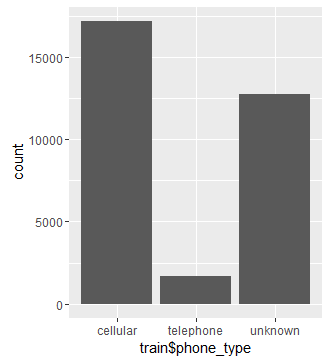 15000
10000
5000
0
count
cellular telephone unknown
train$phone_type